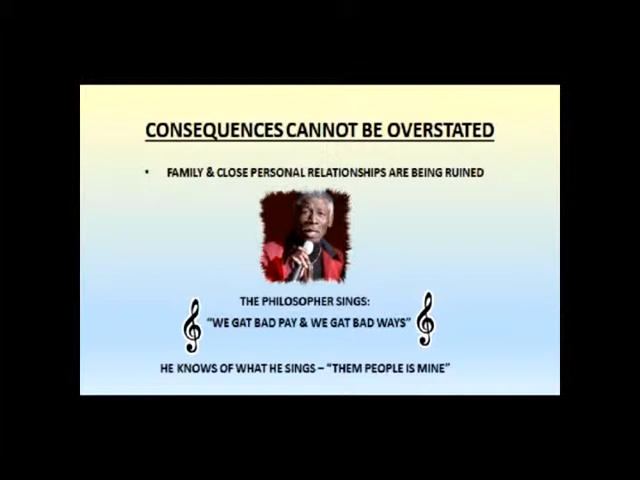 CONSEQUENCES CANNOT BE OVERSTATED
• FAMILY & CLOSE PERSONAL RELATIONSHIPS ARE BEING RUINED
THE PHILOSOPHER SINGS:
“WE GAT BAD PAY & WE GAT BAD WAYS”
HE KNOWS OF WHAT HE SINGS – “THEM PEOPLE IS MINE”